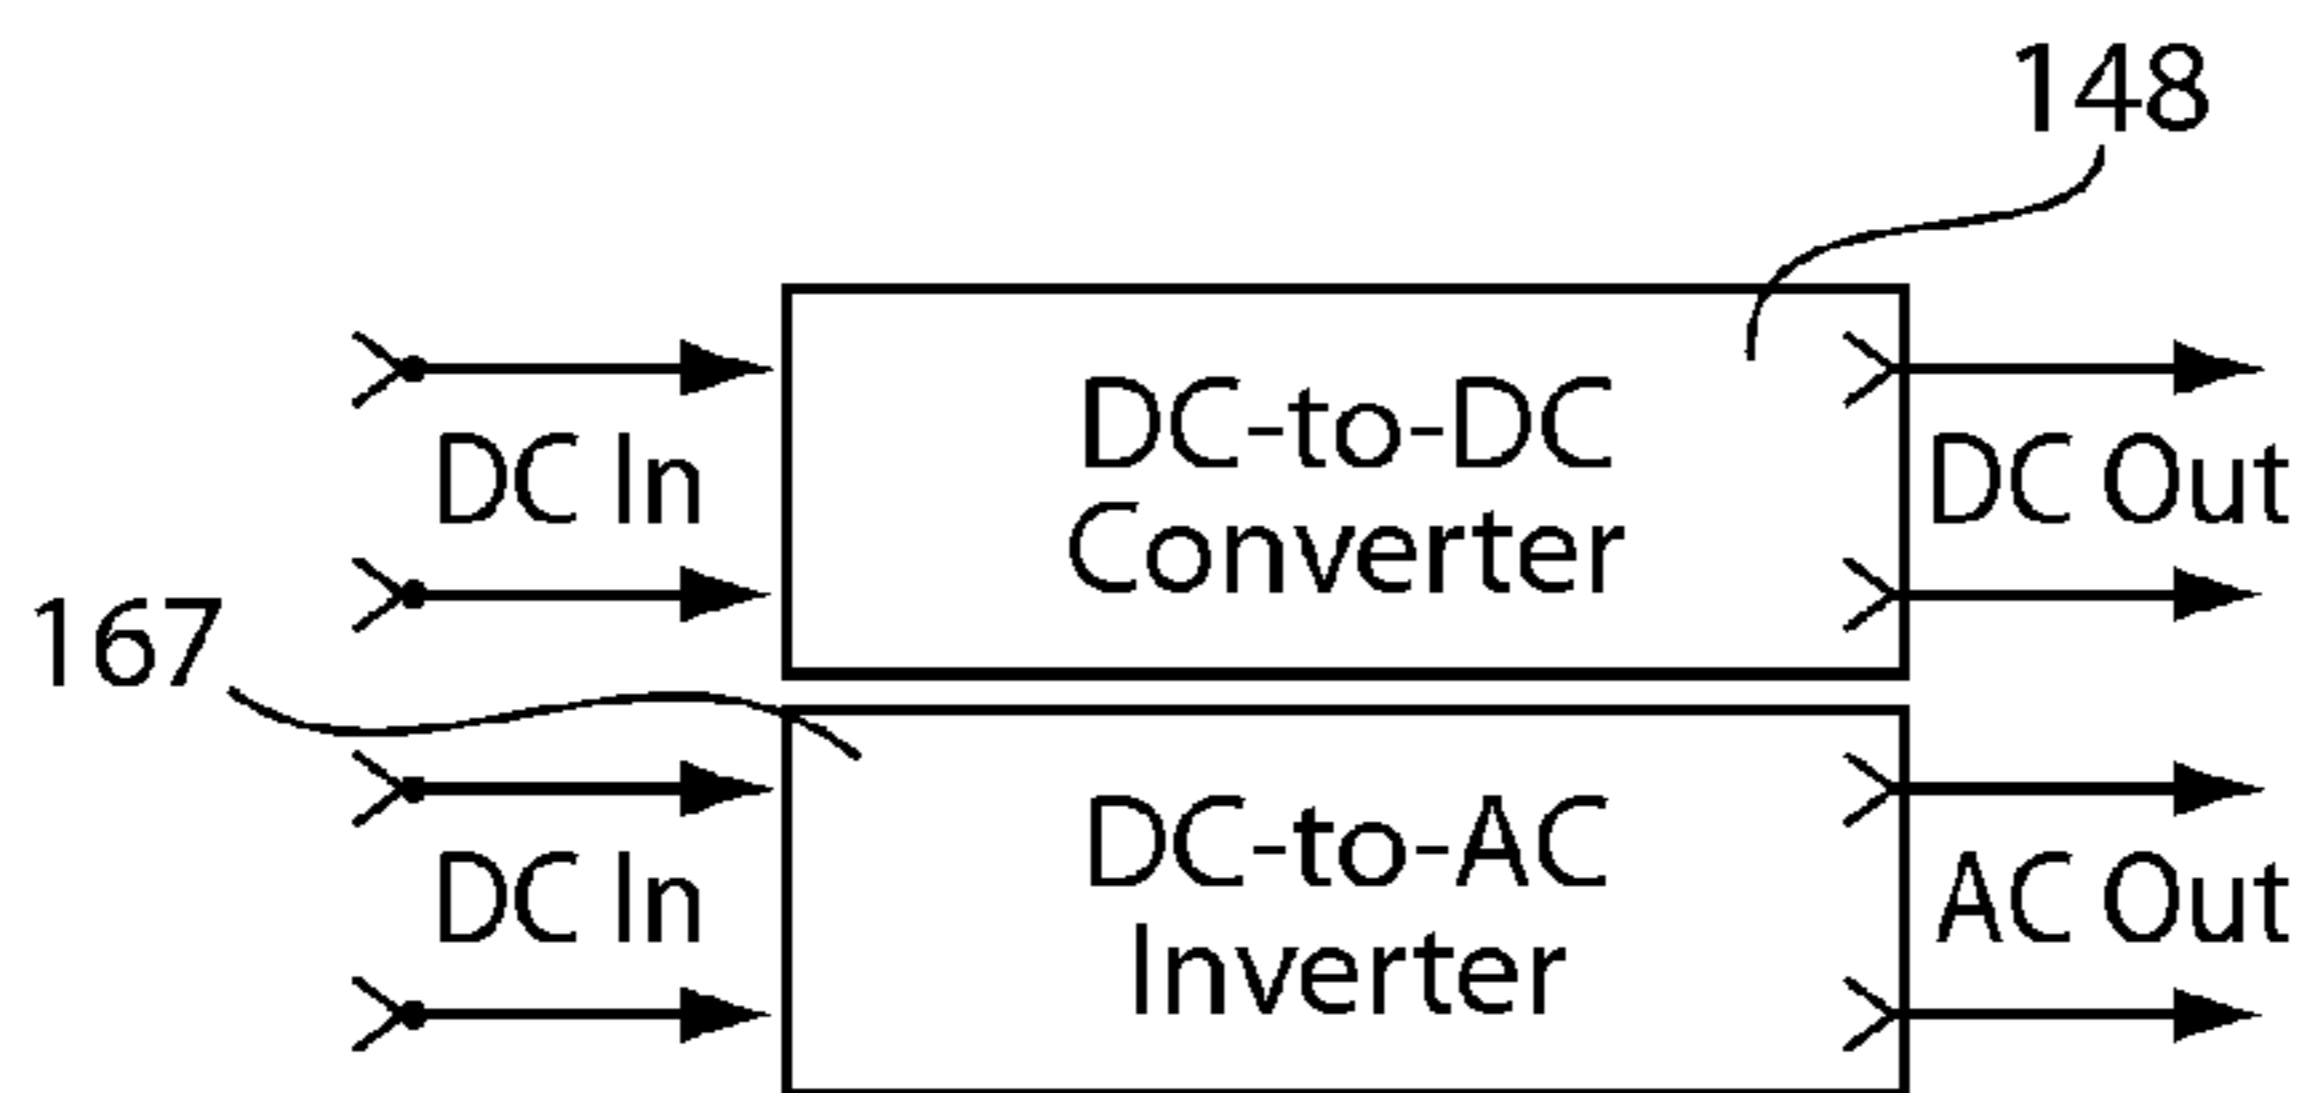 148
DC-to-DC
DC In
DC Out
Converter
167
DC-to-AC
DC In
AC Out
Inverter